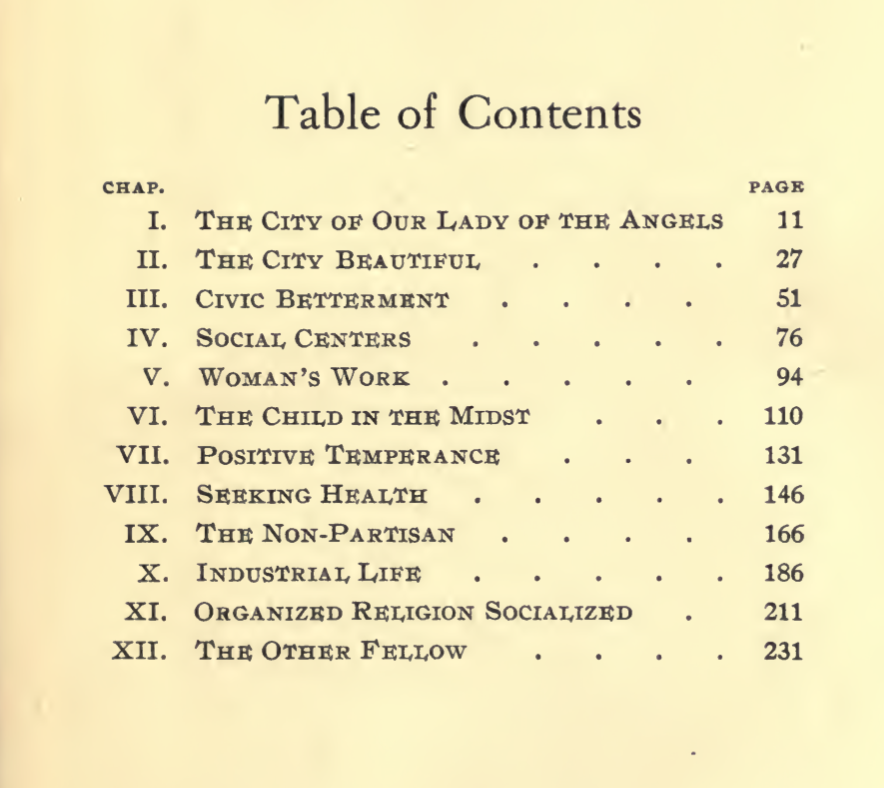 Table of Contents
CHAP. PAGE
I. THE CITY OF OUR LADY OF THE ANGELS 11
II. THE CITY BEAUTIFUL . . . . 27
III. CIVIC BETTERMENT . . . . 51
IV. SOCIAL CENTERS . . . . . 76
V. WOMAN'S WORK . . . . . 94
VI. THE CHILD IN THE MIDST . . . 110
VII. POSITIVE TEMPERANCE . . . 131
VIII. SEEKING HEALTH . . . . . 146
IX. THE NON-PARTISAN . . . . 166
X. INDUSTRIAL LIFE . . . . . 186
XI. ORGANIZED RELIGION SOCIALIZED . 211
XII. THE OTHER FELLOW . . . . 231